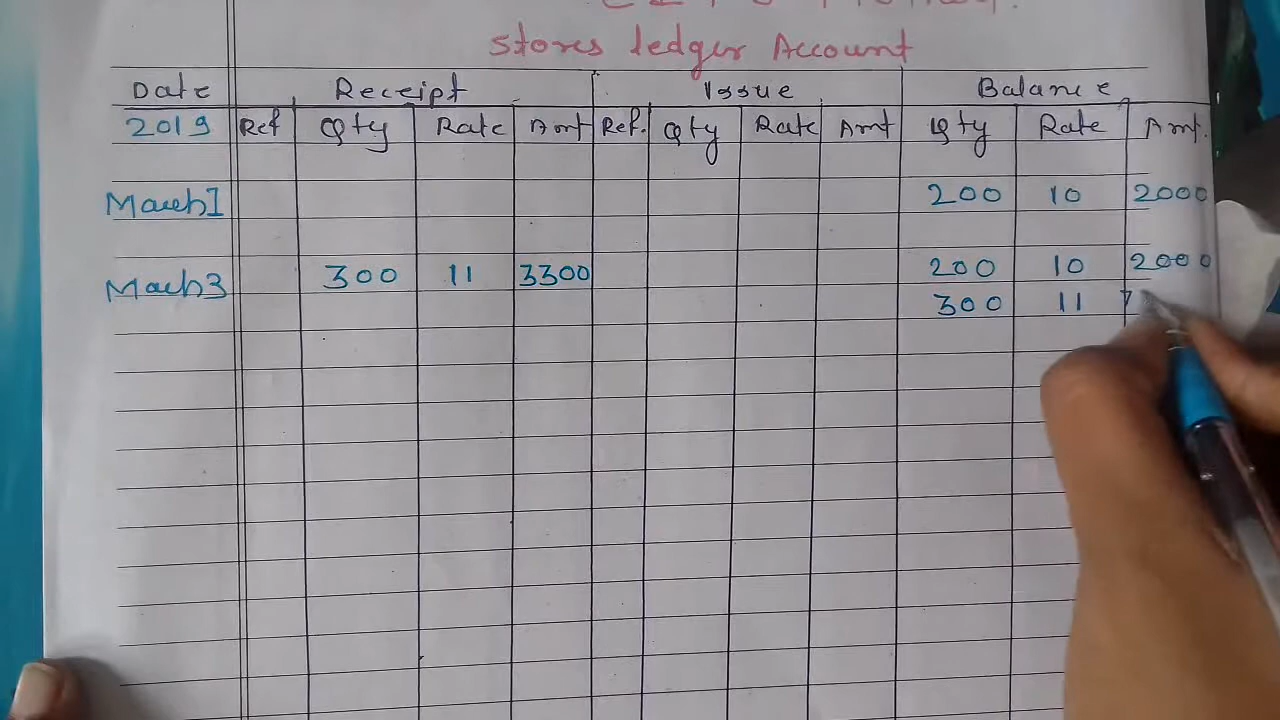 Stores ledger Account
Date Receipt Issue Balance
2019 Ref Qty Rate Amt Ref. Qty Rate Amt Qty Rate Amt.
March1 200 10 2000
March3 300 11 3300 200 10 2000
300 11